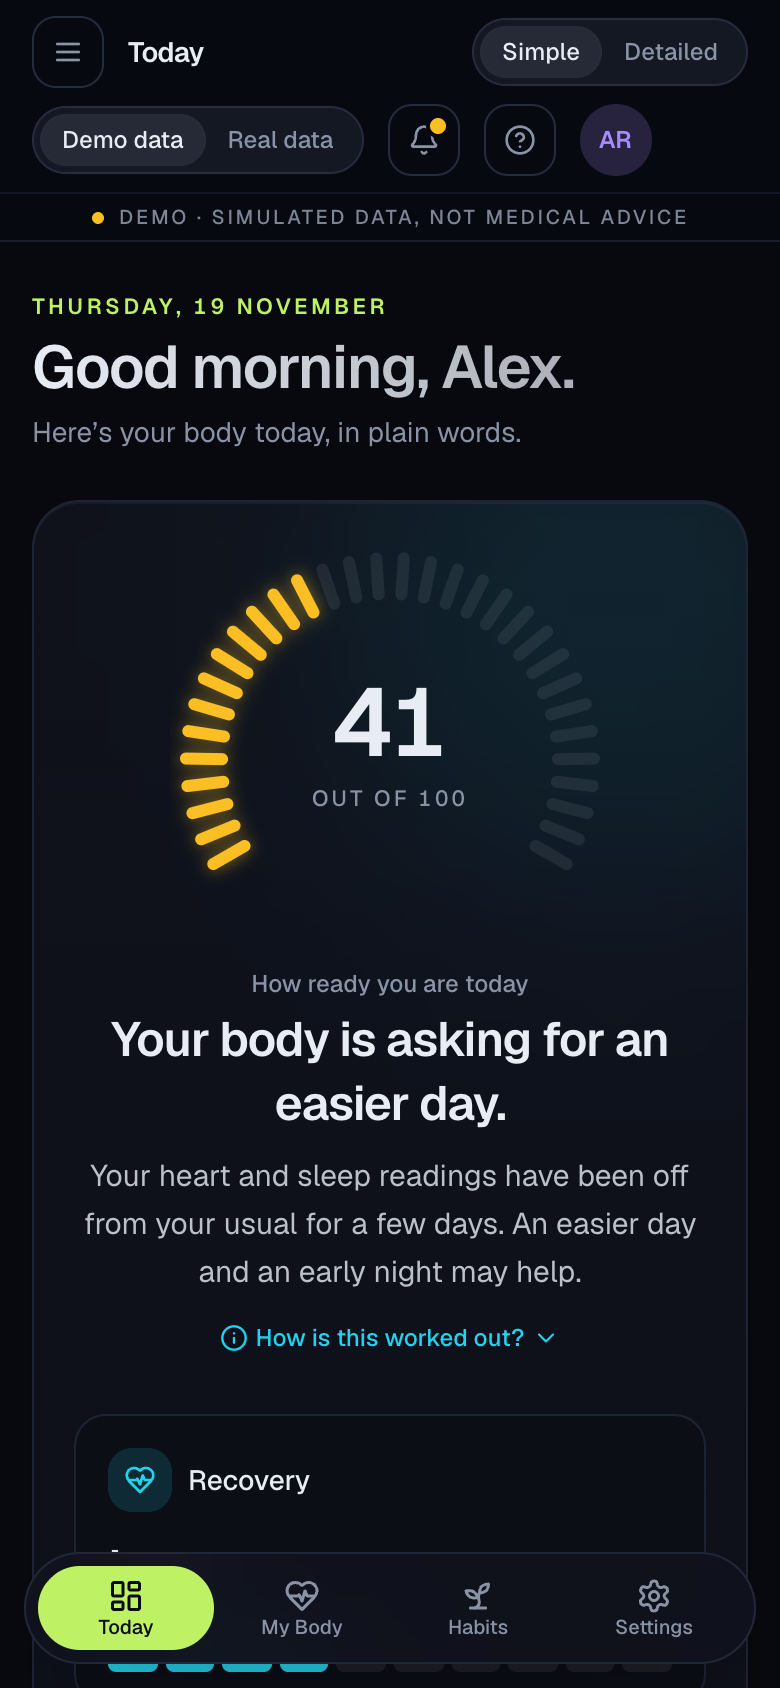 Today
Simple
Detailed
Demo data
Real data
AR
DEMO · SIMULATED DATA, NOT MEDICAL ADVICE
THURSDAY, 19 NOVEMBER
Good morning, Alex.
Here’s your body today, in plain words.
41
OUT OF 100
How ready you are today
Your body is asking for an
easier day.
Your heart and sleep readings have been off
from your usual for a few days. An easier day
and an early night may help.
How is this worked out?
Recovery
Today
My Body
Habits
Settings